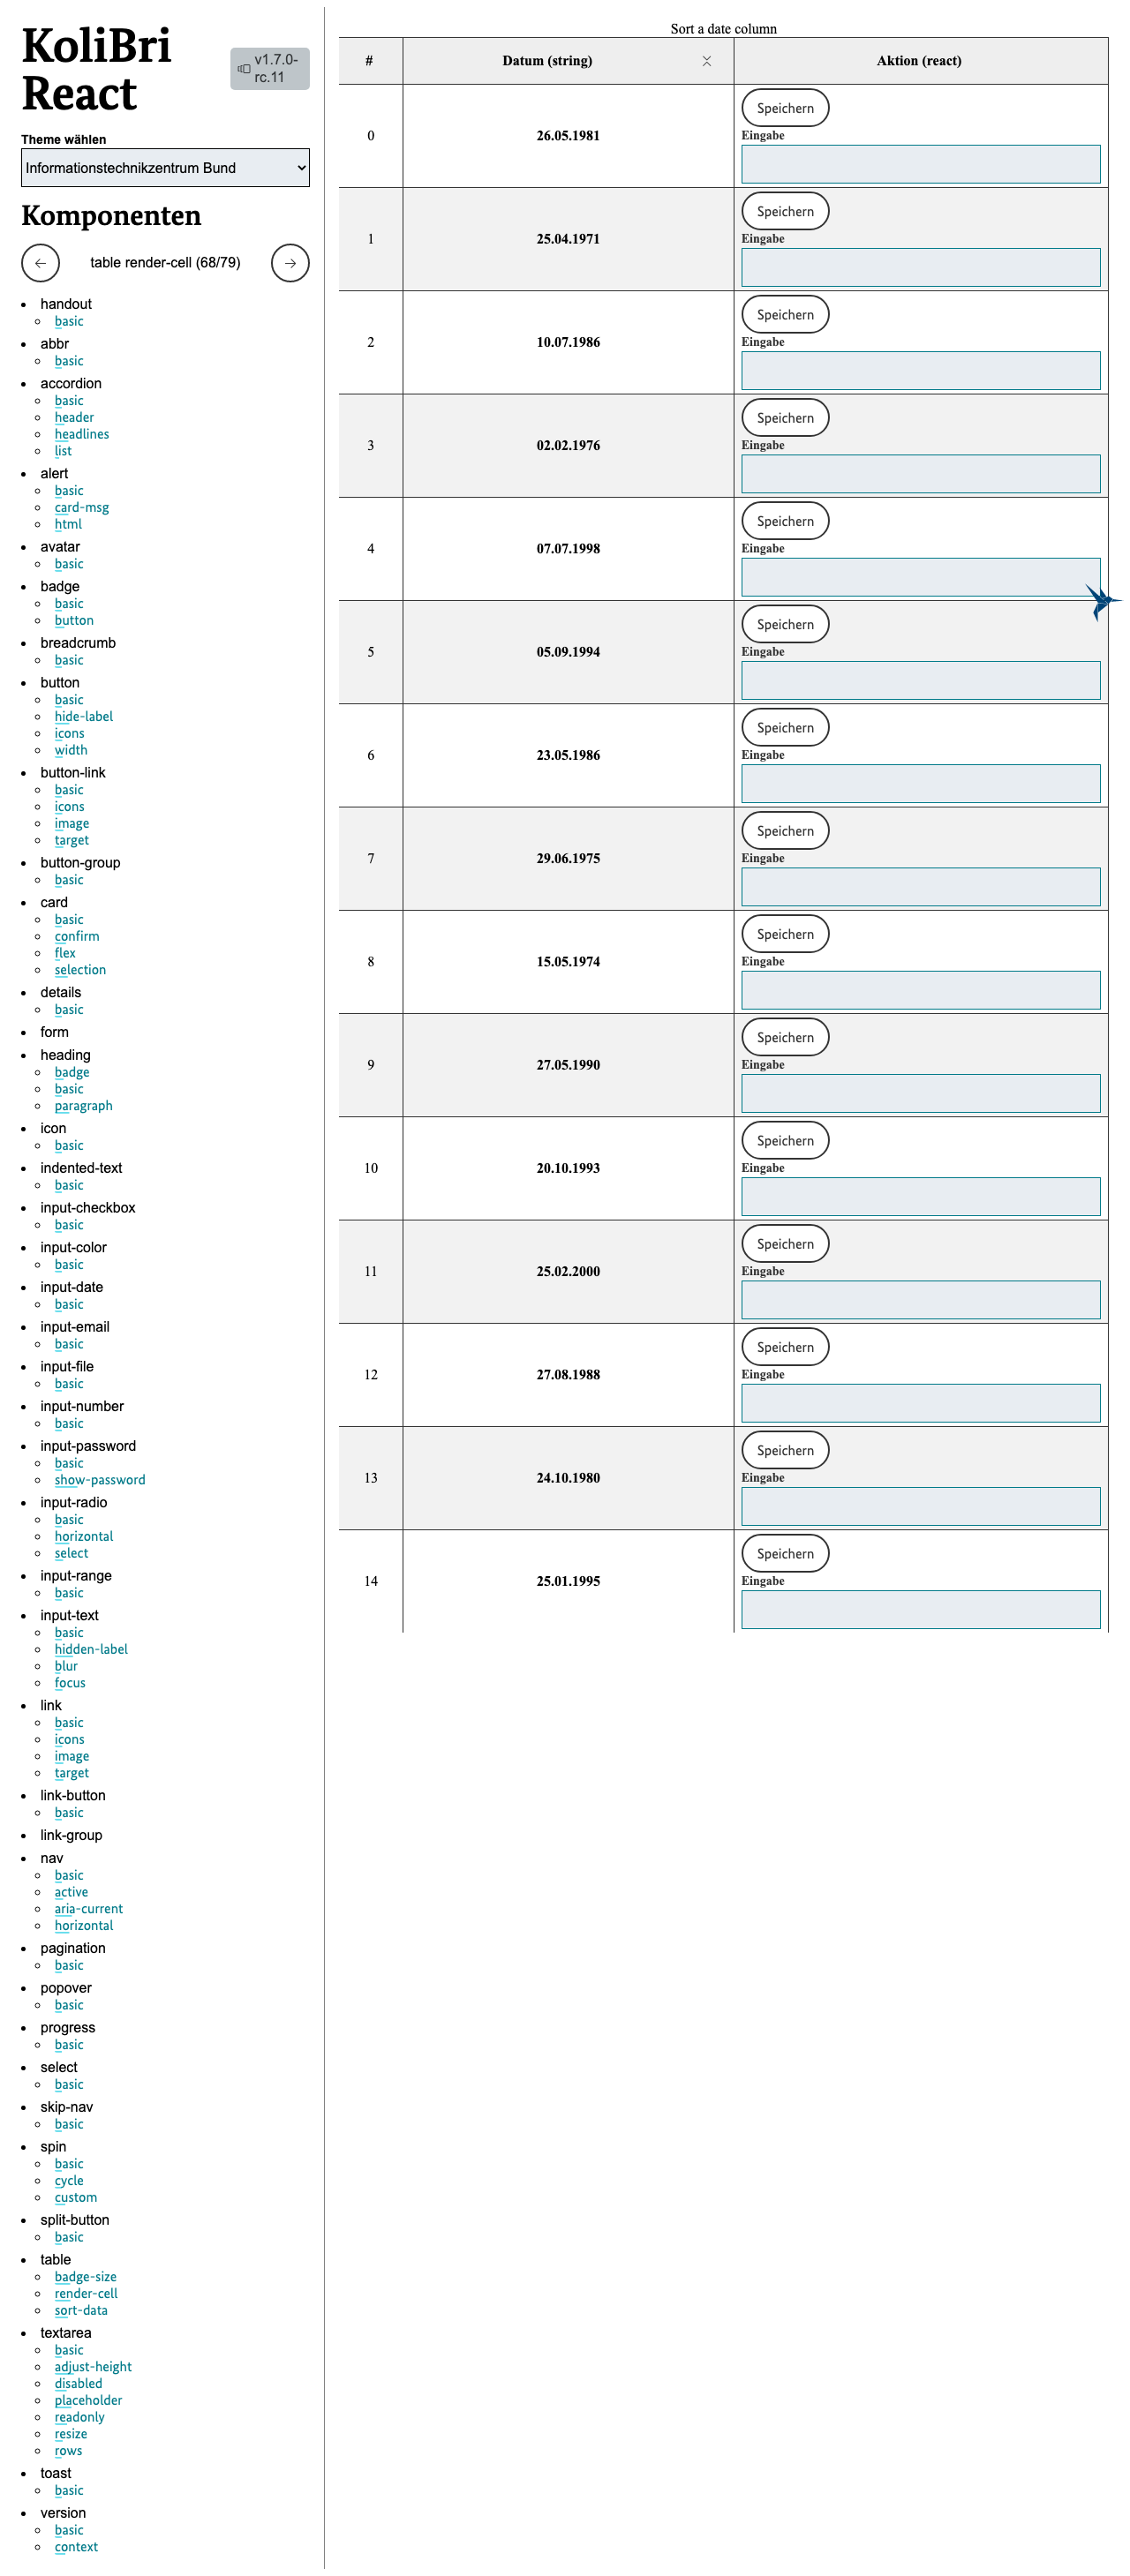 KoliBri
React
v1.7.0-
rc.11
Theme wählen
Informationstechnikzentrum Bund
Komponenten
table render-cell (68/79)
handout
basic
abbr
basic
accordion
basic
header
headlines
list
alert
basic
card-msg
html
avatar
basic
badge
basic
button
breadcrumb
basic
button
basic
hide-label
icons
width
button-link
basic
icons
image
target
button-group
basic
card
basic
confirm
flex
selection
details
basic
form
heading
badge
basic
paragraph
icon
basic
indented-text
basic
input-checkbox
basic
input-color
basic
input-date
basic
input-email
basic
input-file
basic
input-number
basic
input-password
basic
show-password
input-radio
basic
horizontal
select
input-range
basic
input-text
basic
hidden-label
blur
focus
link
basic
icons
image
target
link-button
basic
link-group
nav
basic
active
aria-current
horizontal
pagination
basic
popover
basic
progress
basic
select
basic
skip-nav
basic
spin
basic
cycle
custom
split-button
basic
table
badge-size
render-cell
sort-data
textarea
basic
adjust-height
disabled
placeholder
readonly
resize
rows
toast
basic
version
basic
context
Sort a date column
# Datum (string) Aktion (react)
Speichern
0 26.05.1981 Eingabe
Speichern
1 25.04.1971 Eingabe
Speichern
2 10.07.1986 Eingabe
Speichern
3 02.02.1976 Eingabe
Speichern
4 07.07.1998 Eingabe
Speichern
5 05.09.1994 Eingabe
Speichern
6 23.05.1986 Eingabe
Speichern
7 29.06.1975 Eingabe
Speichern
8 15.05.1974 Eingabe
Speichern
9 27.05.1990 Eingabe
Speichern
10 20.10.1993 Eingabe
Speichern
11 25.02.2000 Eingabe
Speichern
12 27.08.1988 Eingabe
Speichern
13 24.10.1980 Eingabe
Speichern
14 25.01.1995 Eingabe